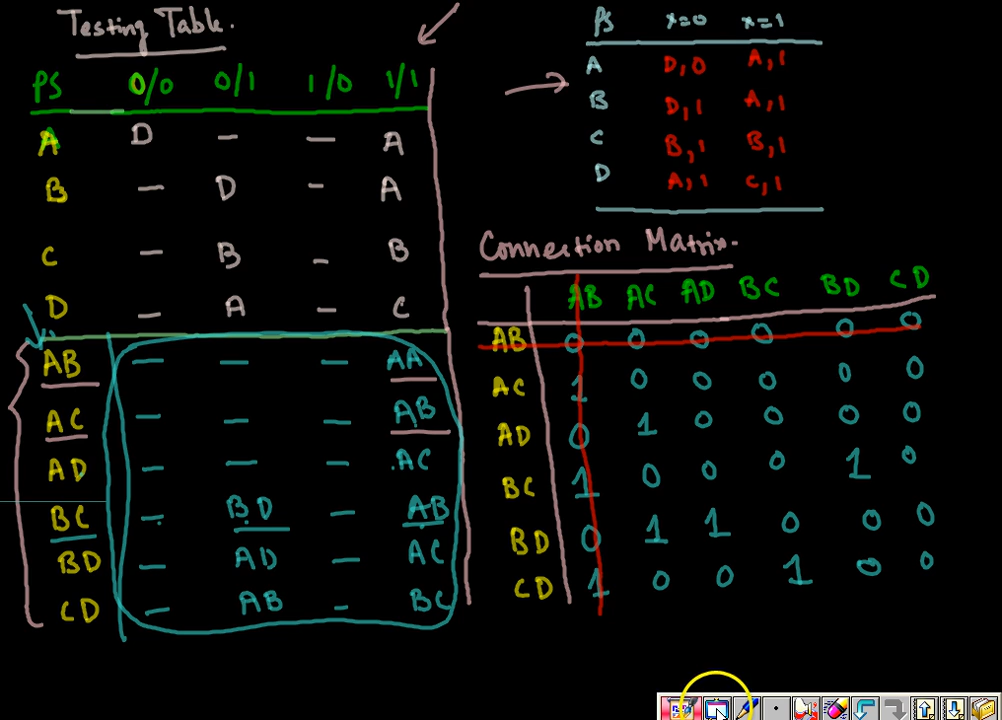 Testing Table.
PS 0/0 0/1 1/0 1/1
A D - - A
B - D - A
C - B - B
D - A - C
AB - - - AA
AC - - - AB
AD - - - AC
BC - BD - AB
BD - AD - AC
CD - AB - BC
PS x=0 x=1
A D,0 A,1
B D,1 A,1
C B,1 B,1
D A,1 C,1
Connection Matrix.
AB AC AD BC BD CD
AB 0 0 0 0 0 0
AC 1 0 0 0 0 0
AD 0 1 0 0 0 0
BC 1 0 0 0 1 0
BD 0 1 1 0 0 0
CD 1 0 0 1 0 0